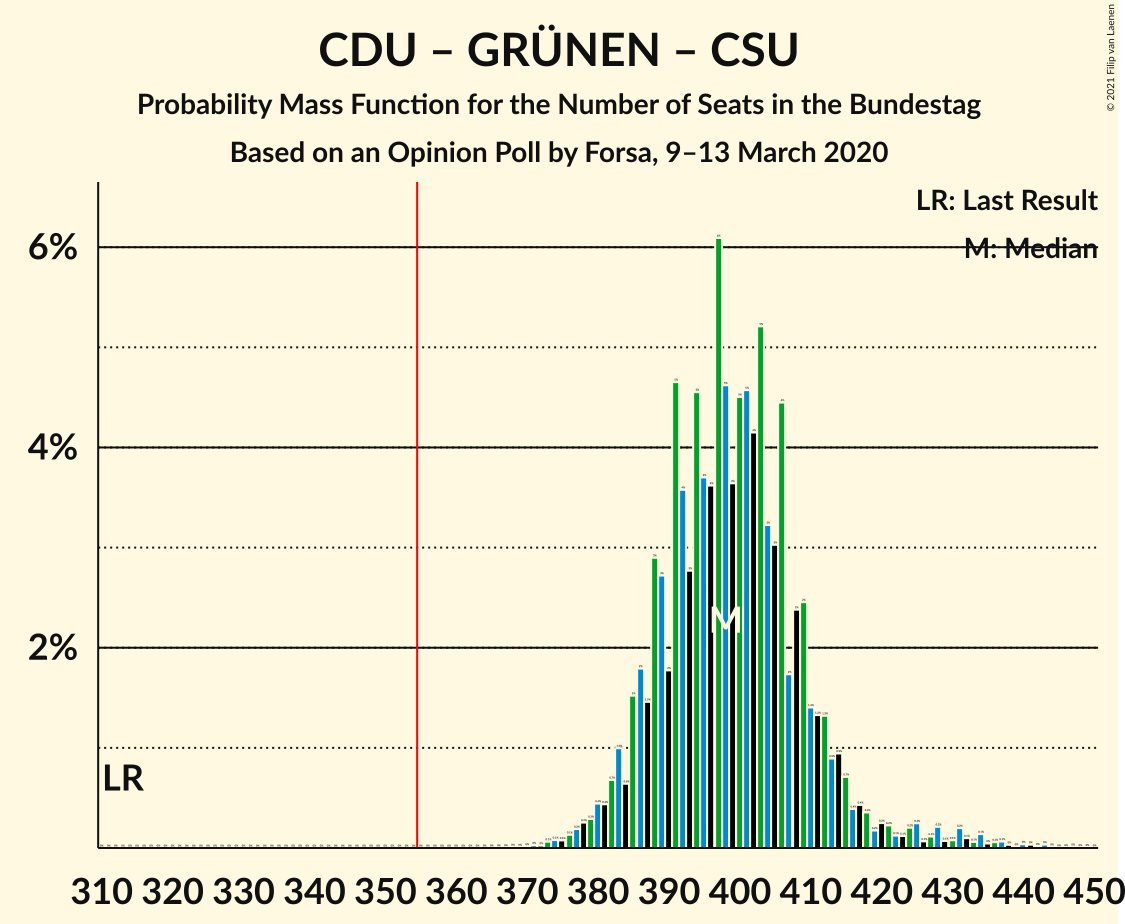 CDU – GRÜNEN – CSU
Probability Mass Function for the Number of Seats in the Bundestag
Based on an Opinion Poll by Forsa, 9–13 March 2020
© 2021 Filip van Laenen
LR: Last Result
M: Median
6%
4%
2%
M
LR
310 320 330 340 350 360 370 380 390 400 410 420 430 440 450